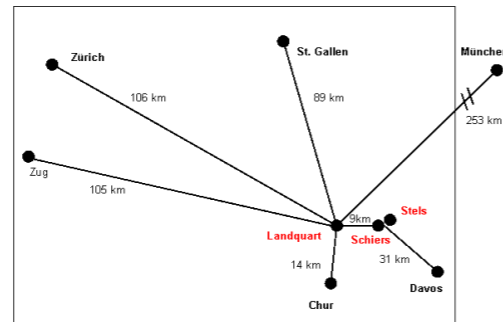 Zürich
St. Gallen
München
106 km
89 km
253 km
Zug
105 km
9km
Stels
Landquart
Schiers
14 km
31 km
Davos
Chur